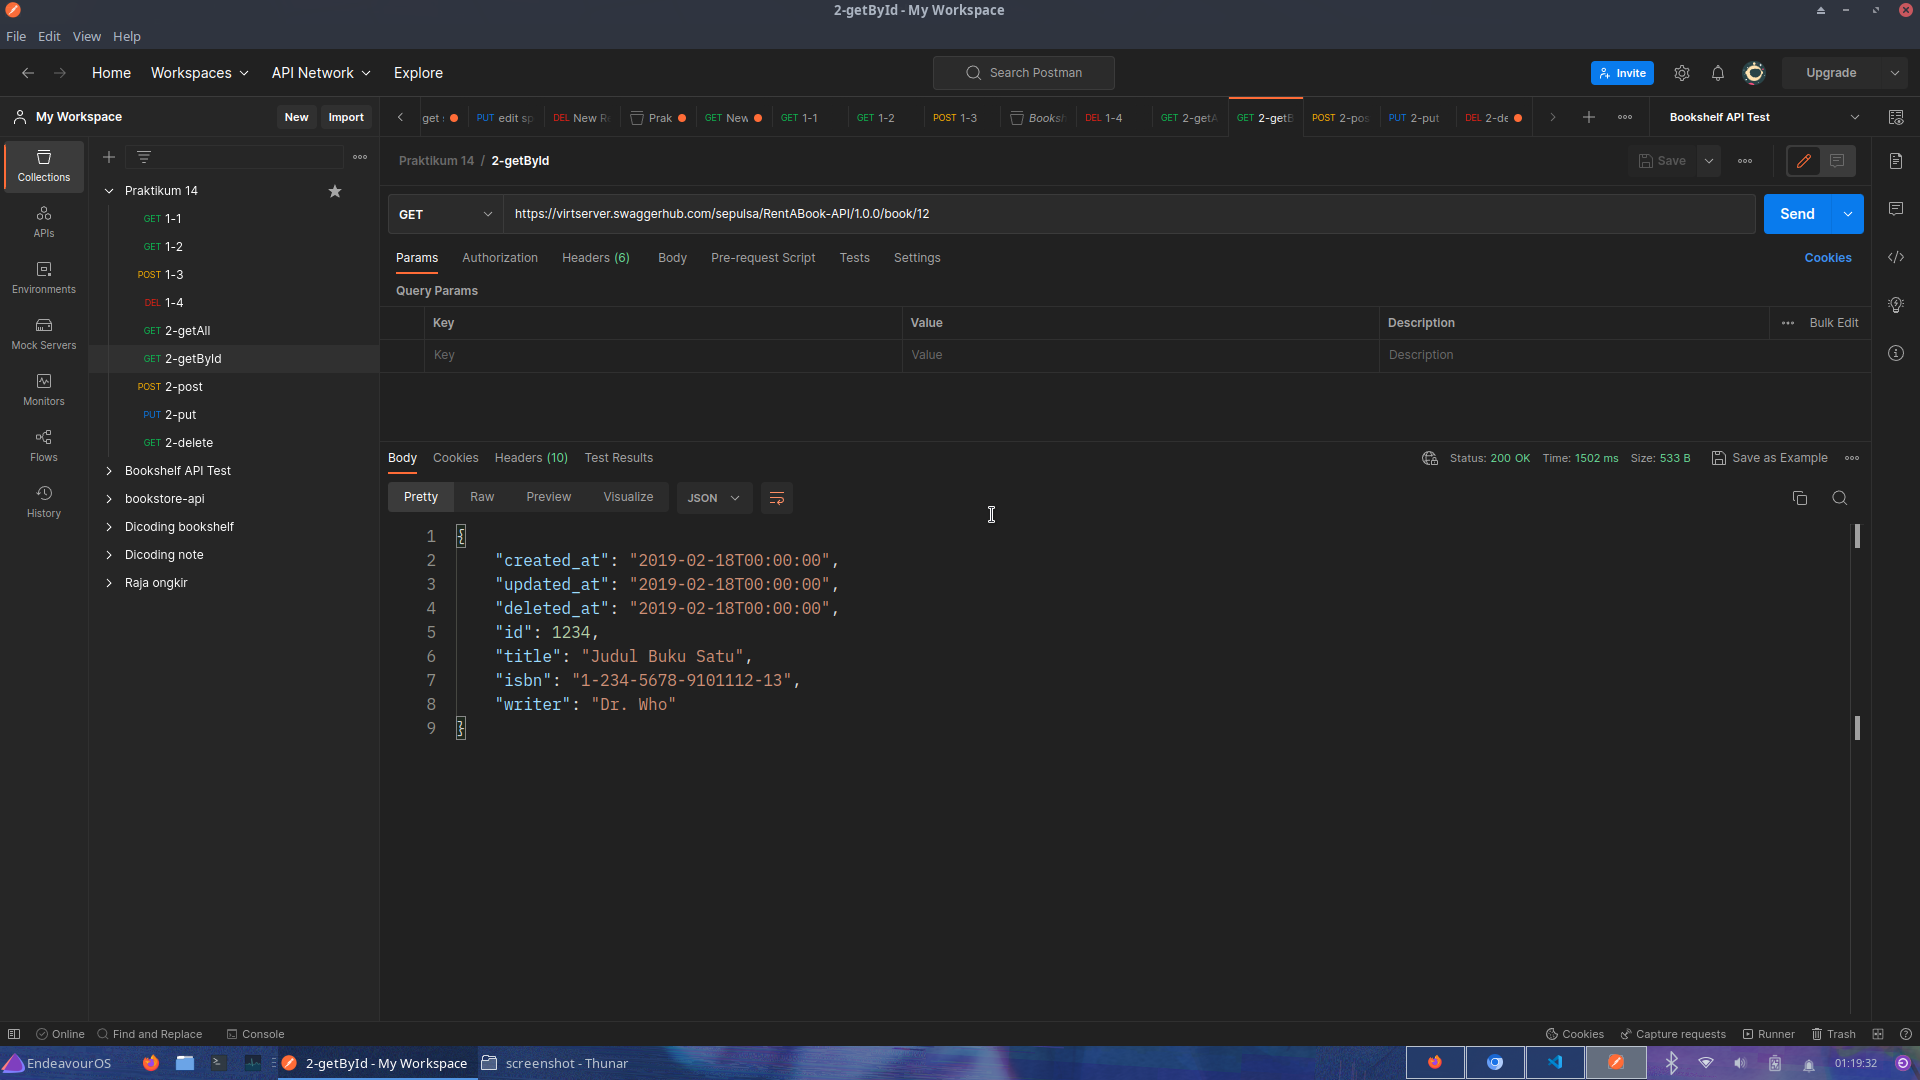 2-getById - My Workspace
File Edit View Help
Home Workspaces API Network Explore
Search Postman
Invite
Upgrade
My Workspace
New Import
get PUT edit sp DEL New R Prak GET New GET 1-1 GET 1-2 POST 1-3 Booksh DEL 1-4 GET 2-getA GET 2-getB POST 2-pos PUT 2-put DEL 2-de
Bookshelf API Test
Collections
APIs
Environments
Mock Servers
Monitors
Flows
History
Praktikum 14
GET 1-1
GET 1-2
POST 1-3
DEL 1-4
GET 2-getAll
GET 2-getById
POST 2-post
PUT 2-put
GET 2-delete
Bookshelf API Test
bookstore-api
Dicoding bookshelf
Dicoding note
Raja ongkir
Praktikum 14 / 2-getById
Save
GET https://virtserver.swaggerhub.com/sepulsa/RentABook-API/1.0.0/book/12
Send
Params Authorization Headers (6) Body Pre-request Script Tests Settings
Cookies
Query Params
Key Value Description
Bulk Edit
Key Value Description
Body Cookies Headers (10) Test Results
Status: 200 OK Time: 1502 ms Size: 533 B Save as Example
Pretty Raw Preview Visualize JSON
1 {
2 "created_at": "2019-02-18T00:00:00",
3 "updated_at": "2019-02-18T00:00:00",
4 "deleted_at": "2019-02-18T00:00:00",
5 "id": 1234,
6 "title": "Judul Buku Satu",
7 "isbn": "1-234-5678-9101112-13",
8 "writer": "Dr. Who"
9 }
Online Find and Replace Console
Cookies Capture requests Runner Trash
EndeavourOS
2-getById - My Workspace
screenshot - Thunar
01:19:32